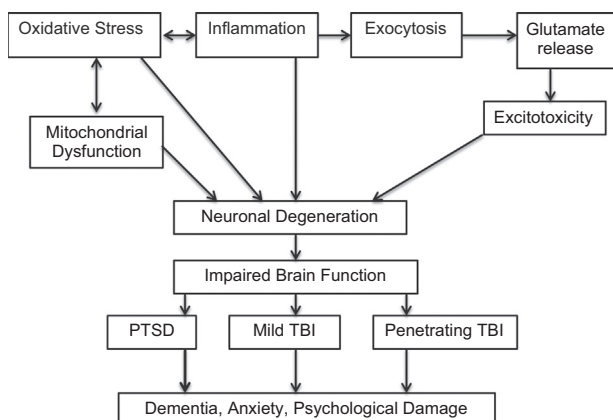 Oxidative Stress
Inflammation
Exocytosis
Glutamate
release
Mitochondrial
Dysfunction
Excitotoxicity
Neuronal Degeneration
Impaired Brain Function
PTSD
Mild TBI
Penetrating TBI
Dementia, Anxiety, Psychological Damage